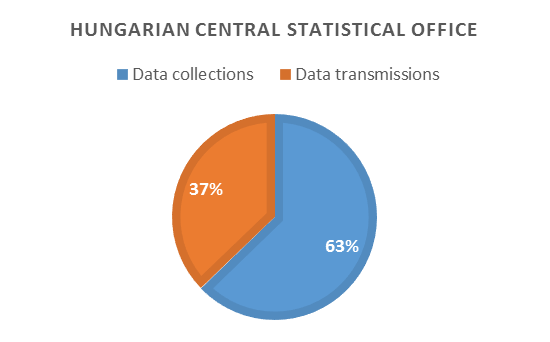 HUNGARIAN CENTRAL STATISTICAL OFFICE
Data collections Data transmissions
37%
63%